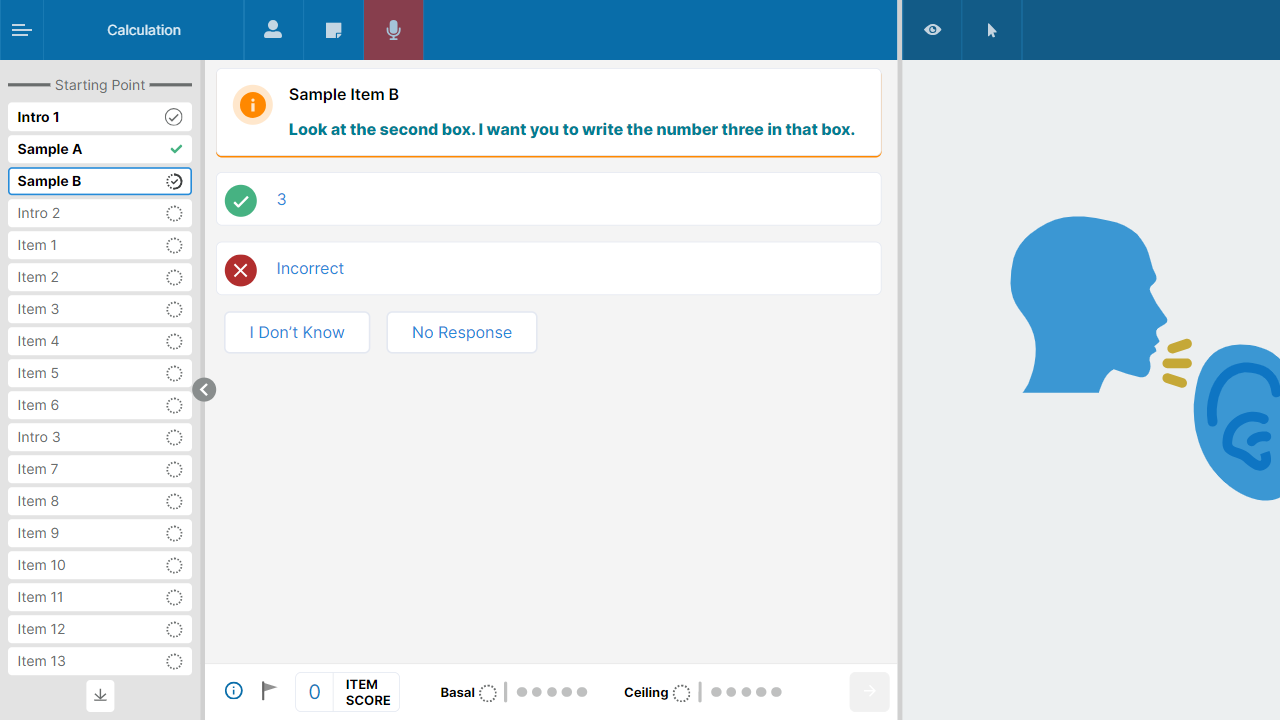 Calculation
Starting Point
Intro 1
Sample A
Sample B
Intro 2
Item 1
Item 2
Item 3
Item 4
Item 5
Item 6
Intro 3
Item 7
Item 8
Item 9
Item 10
Item 11
Item 12
Item 13
Sample Item B
Look at the second box. I want you to write the number three in that box.
3
Incorrect
I Don’t Know
No Response
0
ITEM
SCORE
Basal
Ceiling